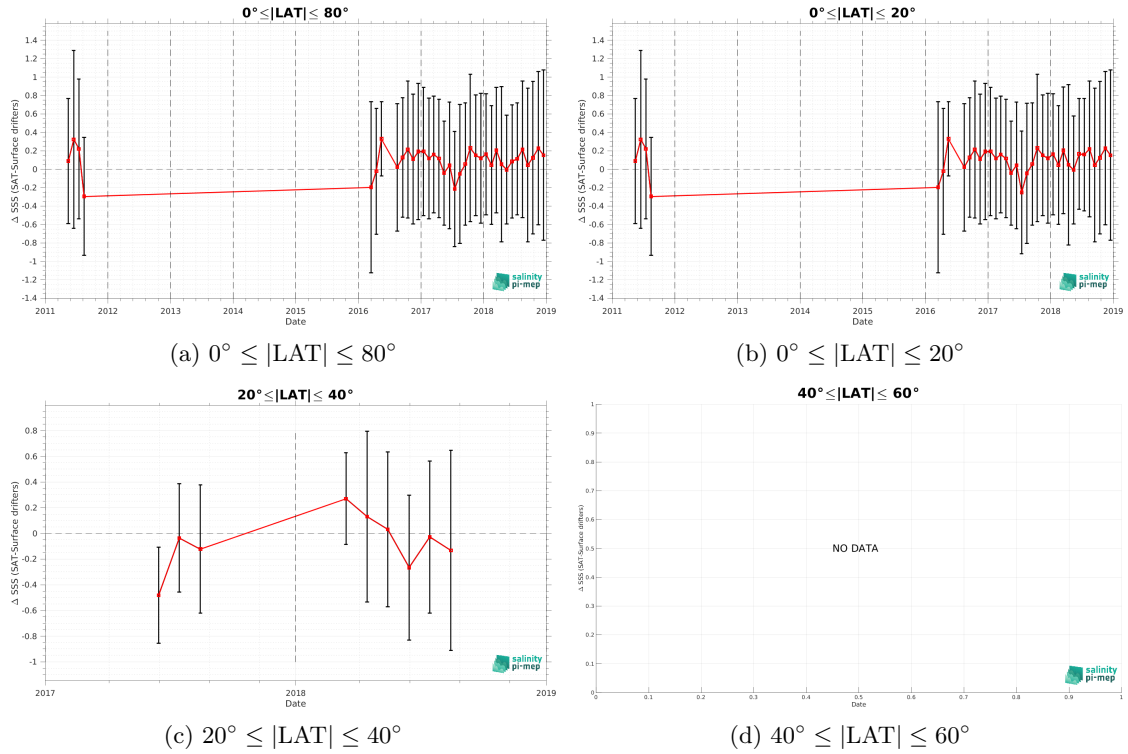 0°≤|LAT|≤ 80°
Δ SSS (SAT-Surface drifters)
1.4
1.2
1
0.8
0.6
0.4
0.2
0
-0.2
-0.4
-0.6
-0.8
-1
-1.2
-1.4
2011 2012 2013 2014 2015 2016 2017 2018 2019
Date
salinity
pi-mep
(a) 0° ≤ |LAT| ≤ 80°
0°≤|LAT|≤ 20°
Δ SSS (SAT-Surface drifters)
1.4
1.2
1
0.8
0.6
0.4
0.2
0
-0.2
-0.4
-0.6
-0.8
-1
-1.2
-1.4
2011 2012 2013 2014 2015 2016 2017 2018 2019
Date
salinity
pi-mep
(b) 0° ≤ |LAT| ≤ 20°
20°≤|LAT|≤ 40°
Δ SSS (SAT-Surface drifters)
0.8
0.6
0.4
0.2
0
-0.2
-0.4
-0.6
-0.8
-1
2017 2018 2019
Date
salinity
pi-mep
(c) 20° ≤ |LAT| ≤ 40°
40°≤|LAT|≤ 60°
Δ SSS (SAT-Surface drifters)
1
0.9
0.8
0.7
0.6
0.5
0.4
0.3
0.2
0.1
0
NO DATA
0 0.1 0.2 0.3 0.4 0.5 0.6 0.7 0.8 0.9 1
Date
salinity
pi-mep
(d) 40° ≤ |LAT| ≤ 60°